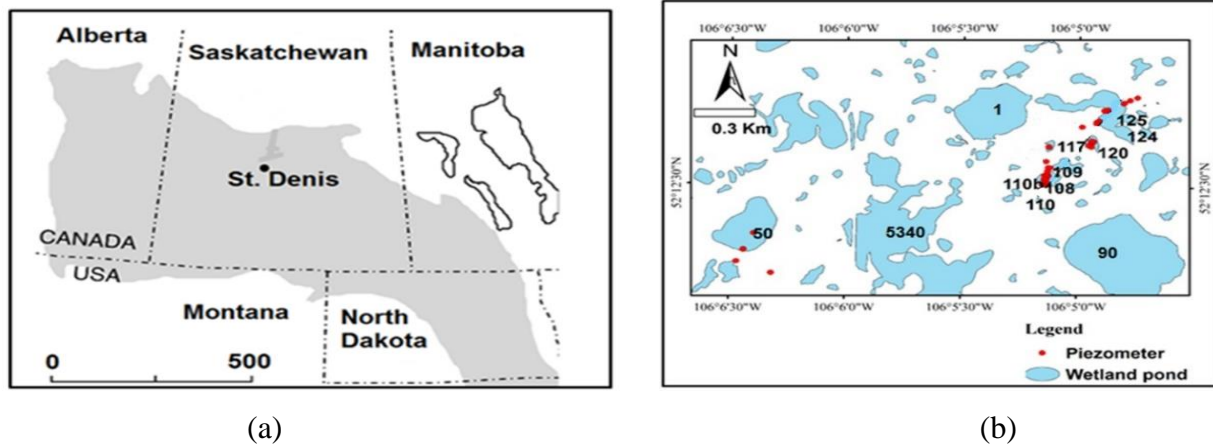 Alberta
Saskatchewan
Manitoba
St. Denis
CANADA
USA
Montana
North
Dakota
0 500
(a)
106°6'30"W 106°6'0"W 106°5'30"W 106°5'0"W
N
0.3 Km
1
125
124
117
120
109
110b
108
110
52°12'30"N
52°12'30"N
50
5340
90
106°6'30"W 106°6'0"W 106°5'30"W 106°5'0"W
Legend
Piezometer
Wetland pond
(b)